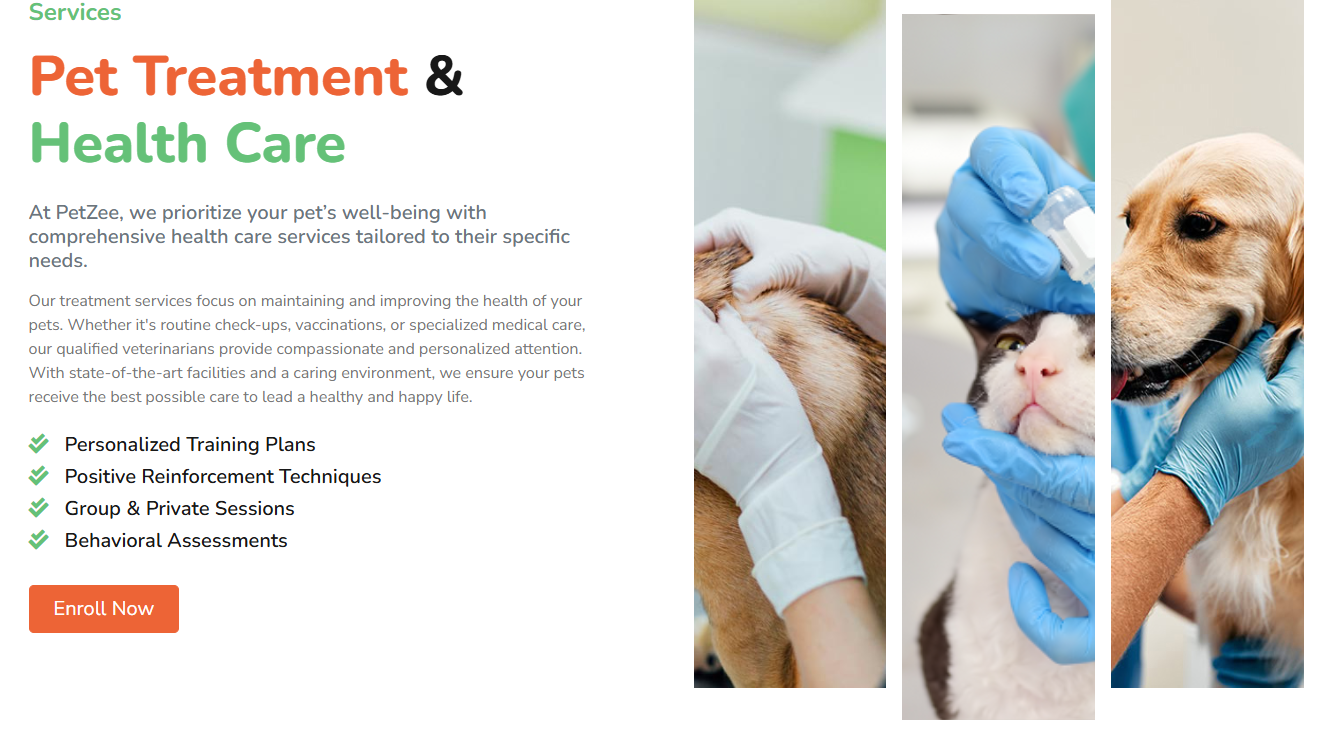 Services
Pet Treatment &
Health Care
At PetZee, we prioritize your pet’s well-being with
comprehensive health care services tailored to their specific
needs.
Our treatment services focus on maintaining and improving the health of your
pets. Whether it's routine check-ups, vaccinations, or specialized medical care,
our qualified veterinarians provide compassionate and personalized attention.
With state-of-the-art facilities and a caring environment, we ensure your pets
receive the best possible care to lead a healthy and happy life.
Personalized Training Plans
Positive Reinforcement Techniques
Group & Private Sessions
Behavioral Assessments
Enroll Now